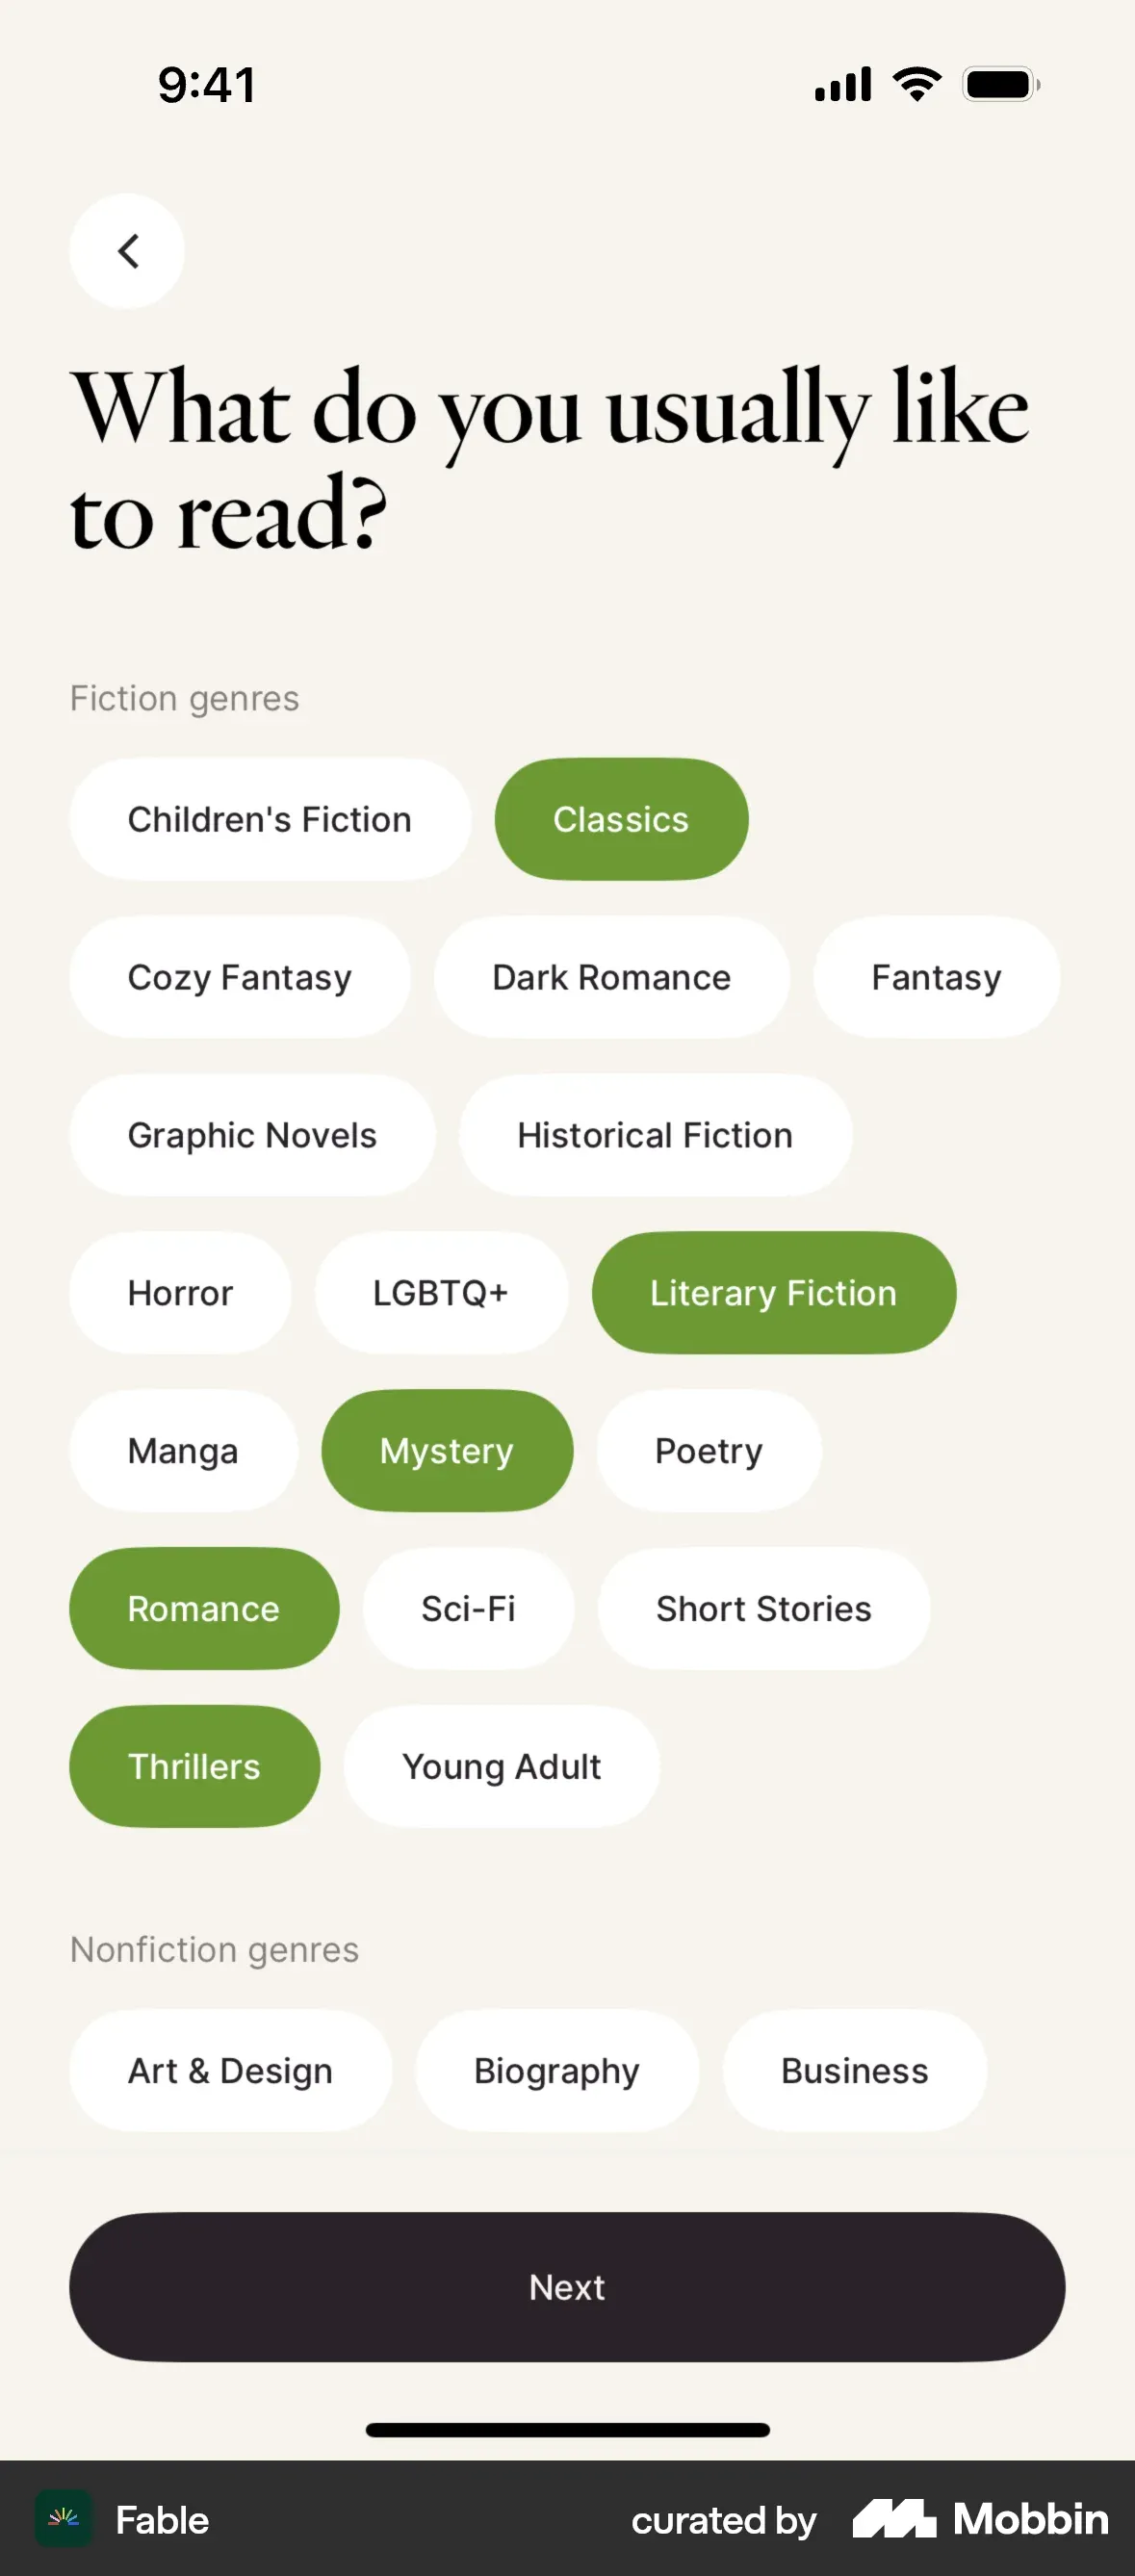 9:41
What do you usually like
to read?
Fiction genres
Children's Fiction Classics
Cozy Fantasy Dark Romance Fantasy
Graphic Novels Historical Fiction
Horror LGBTQ+ Literary Fiction
Manga Mystery Poetry
Romance Sci-Fi Short Stories
Thrillers Young Adult
Nonfiction genres
Art & Design Biography Business
Next
Fable curated by Mobbin